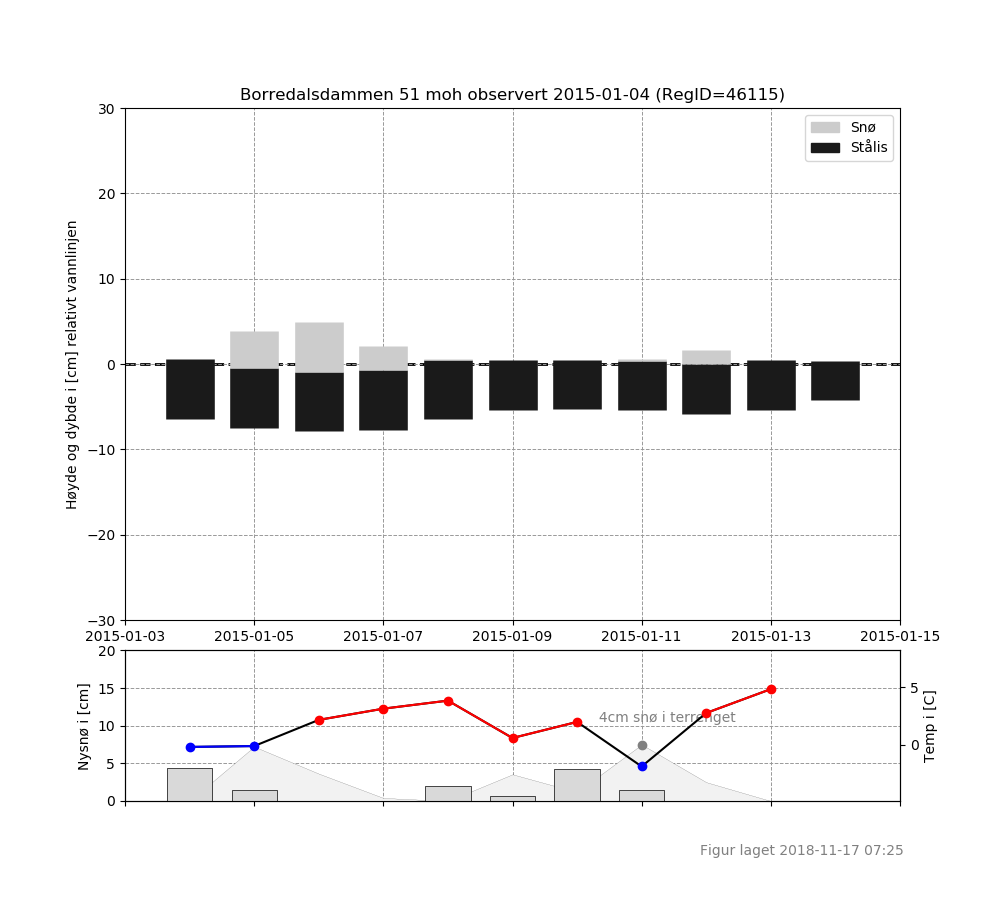 Borredalsdammen 51 moh observert 2015-01-04 (RegID=46115)
Snø
Stålis
Høyde og dybde i [cm] relativt vannlinjen
30
20
10
0
−10
−20
−30
2015-01-03 2015-01-05 2015-01-07 2015-01-09 2015-01-11 2015-01-13 2015-01-15
Nysnø i [cm]
20
15
10
5
0
4cm snø i terrenget
5
0
Temp i [C]
Figur laget 2018-11-17 07:25